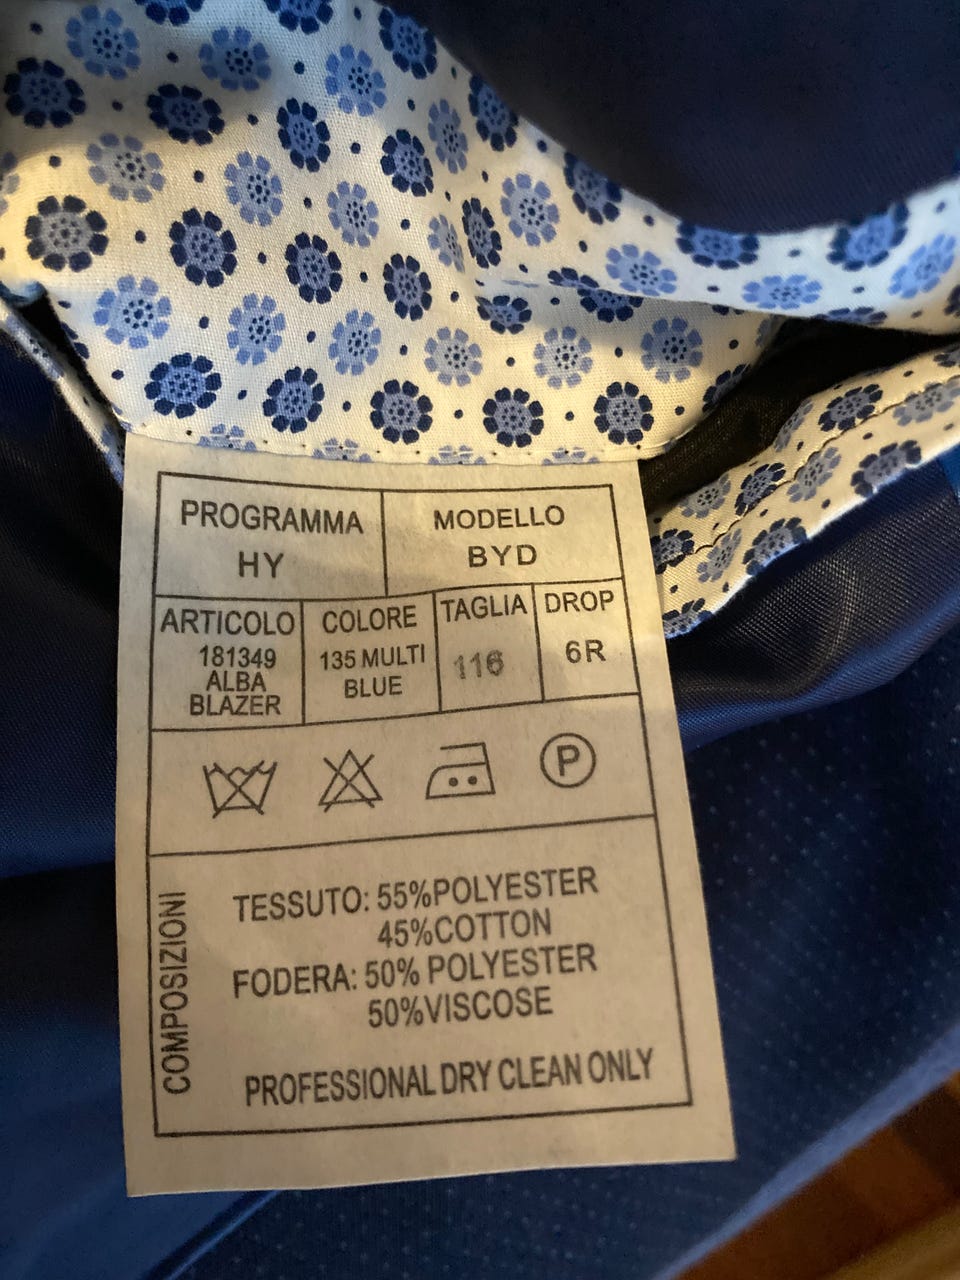 PROGRAMMA
HY
MODELLO
BYD
ARTICOLO
181349
ALBA
BLAZER
COLORE
135 MULTI
BLUE
TAGLIA
116
DROP
6R
P
COMPOSIZIONI
TESSUTO: 55%POLYESTER
45%COTTON
FODERA: 50% POLYESTER
50%VISCOSE
PROFESSIONAL DRY CLEAN ONLY